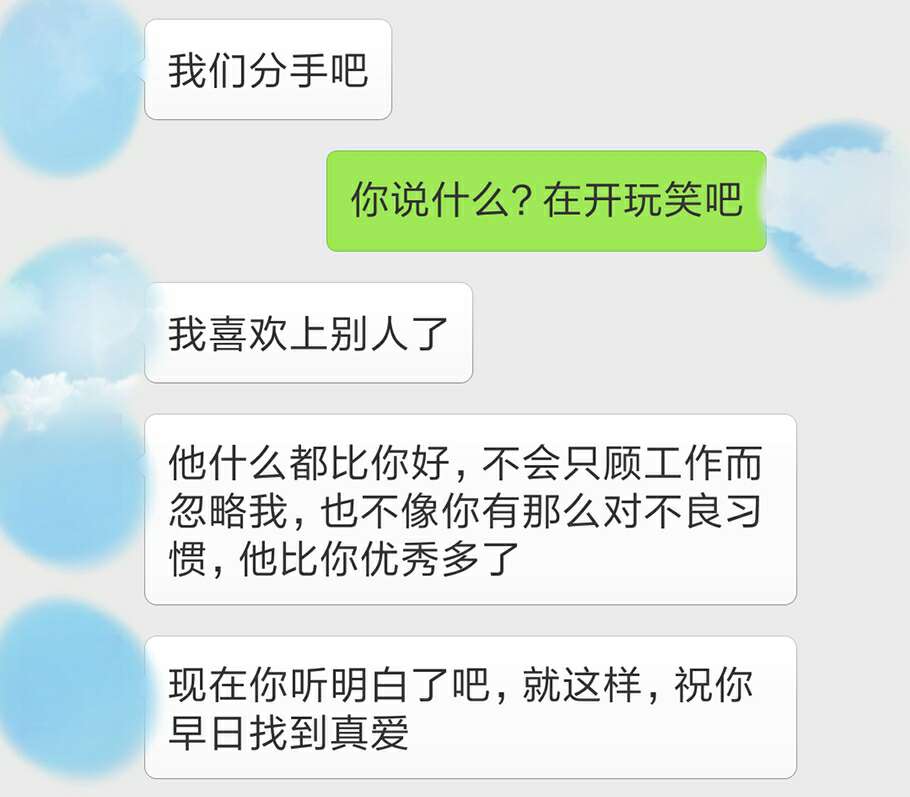 我们分手吧
你说什么？在开玩笑吧
我喜欢上别人了
他什么都比你好，不会只顾工作而
忽略我，也不像你有那么对不良习
惯，他比你优秀多了
现在你听明白了吧，就这样，祝你
早日找到真爱